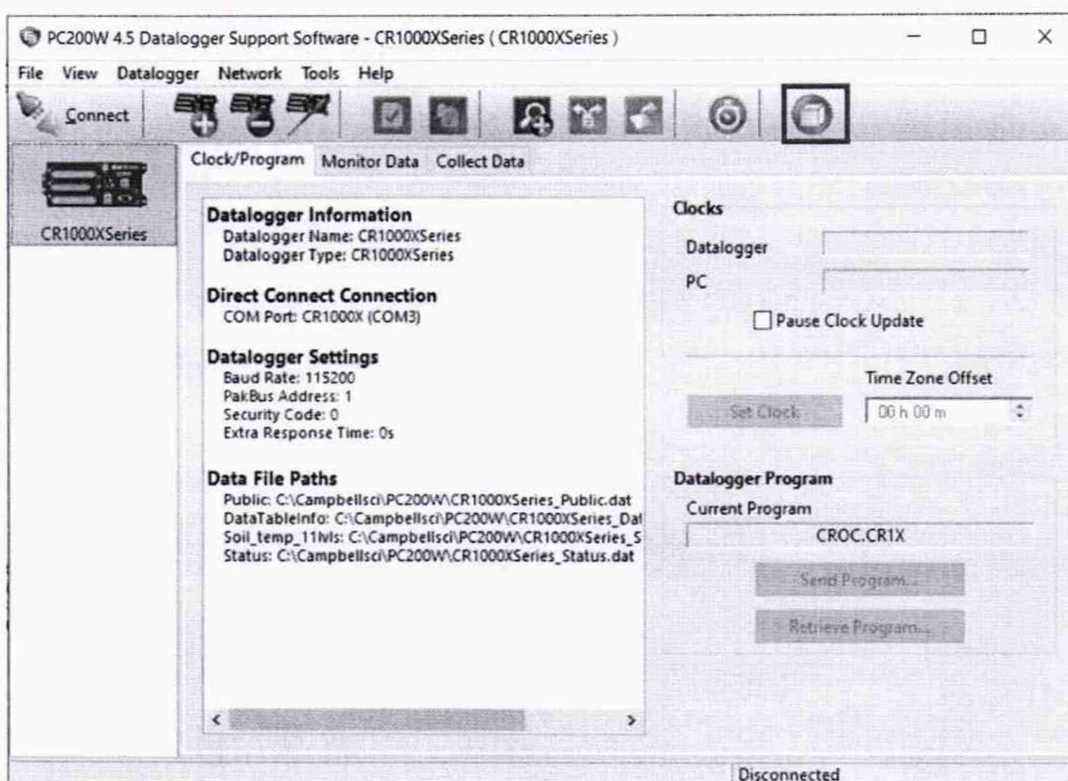 PC200W 4.5 Datalogger Support Software - CR1000XSeries ( CR1000XSeries )
File View Datalogger Network Tools Help
Connect
CR1000XSeries
Clock/Program Monitor Data Collect Data
Datalogger Information
Datalogger Name: CR1000XSeries
Datalogger Type: CR1000XSeries
Direct Connect Connection
COM Port: CR1000X (COM3)
Datalogger Settings
Baud Rate: 115200
PakBus Address: 1
Security Code: 0
Extra Response Time: 0s
Data File Paths
Public: C:\Campbellsci\PC200W\CR1000XSeries_Public.dat
DataTableInfo: C:\Campbellsci\PC200W\CR1000XSeries_Dat
Soil_temp_11lvls: C:\Campbellsci\PC200W\CR1000XSeries_S
Status: C:\Campbellsci\PC200W\CR1000XSeries_Status.dat
Clocks
Datalogger
PC
Pause Clock Update
Time Zone Offset
Set Clock
00 h 00 m
Datalogger Program
Current Program
CROC.CR1X
Send Program...
Retrieve Program...
Disconnected